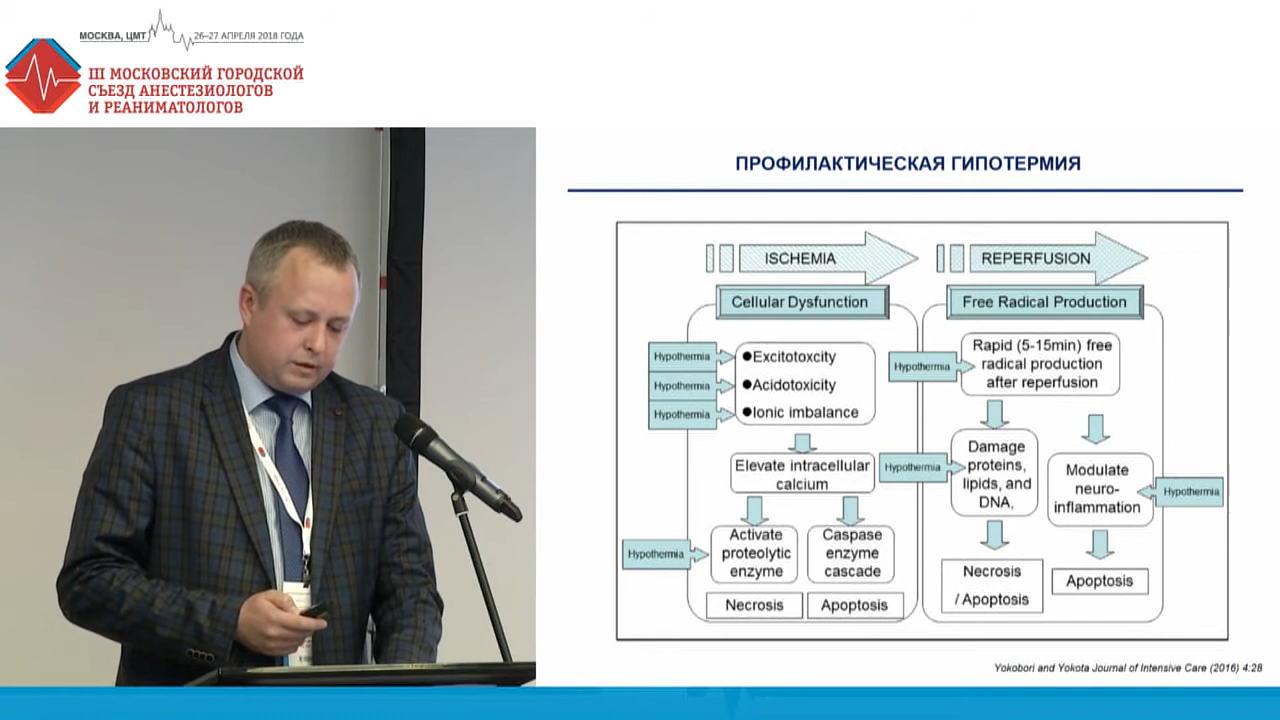 МОСКВА, ЦМТ 26–27 АПРЕЛЯ 2018 ГОДА
III МОСКОВСКИЙ ГОРОДСКОЙ
СЪЕЗД АНЕСТЕЗИОЛОГОВ
И РЕАНИМАТОЛОГОВ
ПРОФИЛАКТИЧЕСКАЯ ГИПОТЕРМИЯ
ISCHEMIA
Cellular Dysfunction
Hypothermia
Hypothermia
Hypothermia
●Excitotoxcity
●Acidotoxicity
●Ionic imbalance
Elevate intracellular
calcium
Hypothermia
Activate
proteolytic
enzyme
Caspase
enzyme
cascade
Necrosis
Apoptosis
REPERFUSION
Free Radical Production
Hypothermia
Rapid (5-15min) free
radical production
after reperfusion
Hypothermia
Damage
proteins,
lipids, and
DNA,
Modulate
neuro-
inflammation
Hypothermia
Necrosis
/ Apoptosis
Apoptosis
Yokobori and Yokota Journal of Intensive Care (2016) 4:28